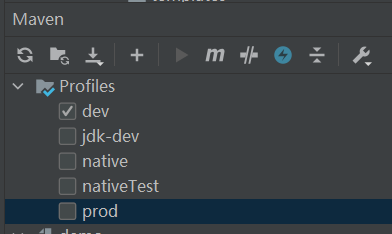 Maven
Profiles
dev
jdk-dev
native
nativeTest
prod